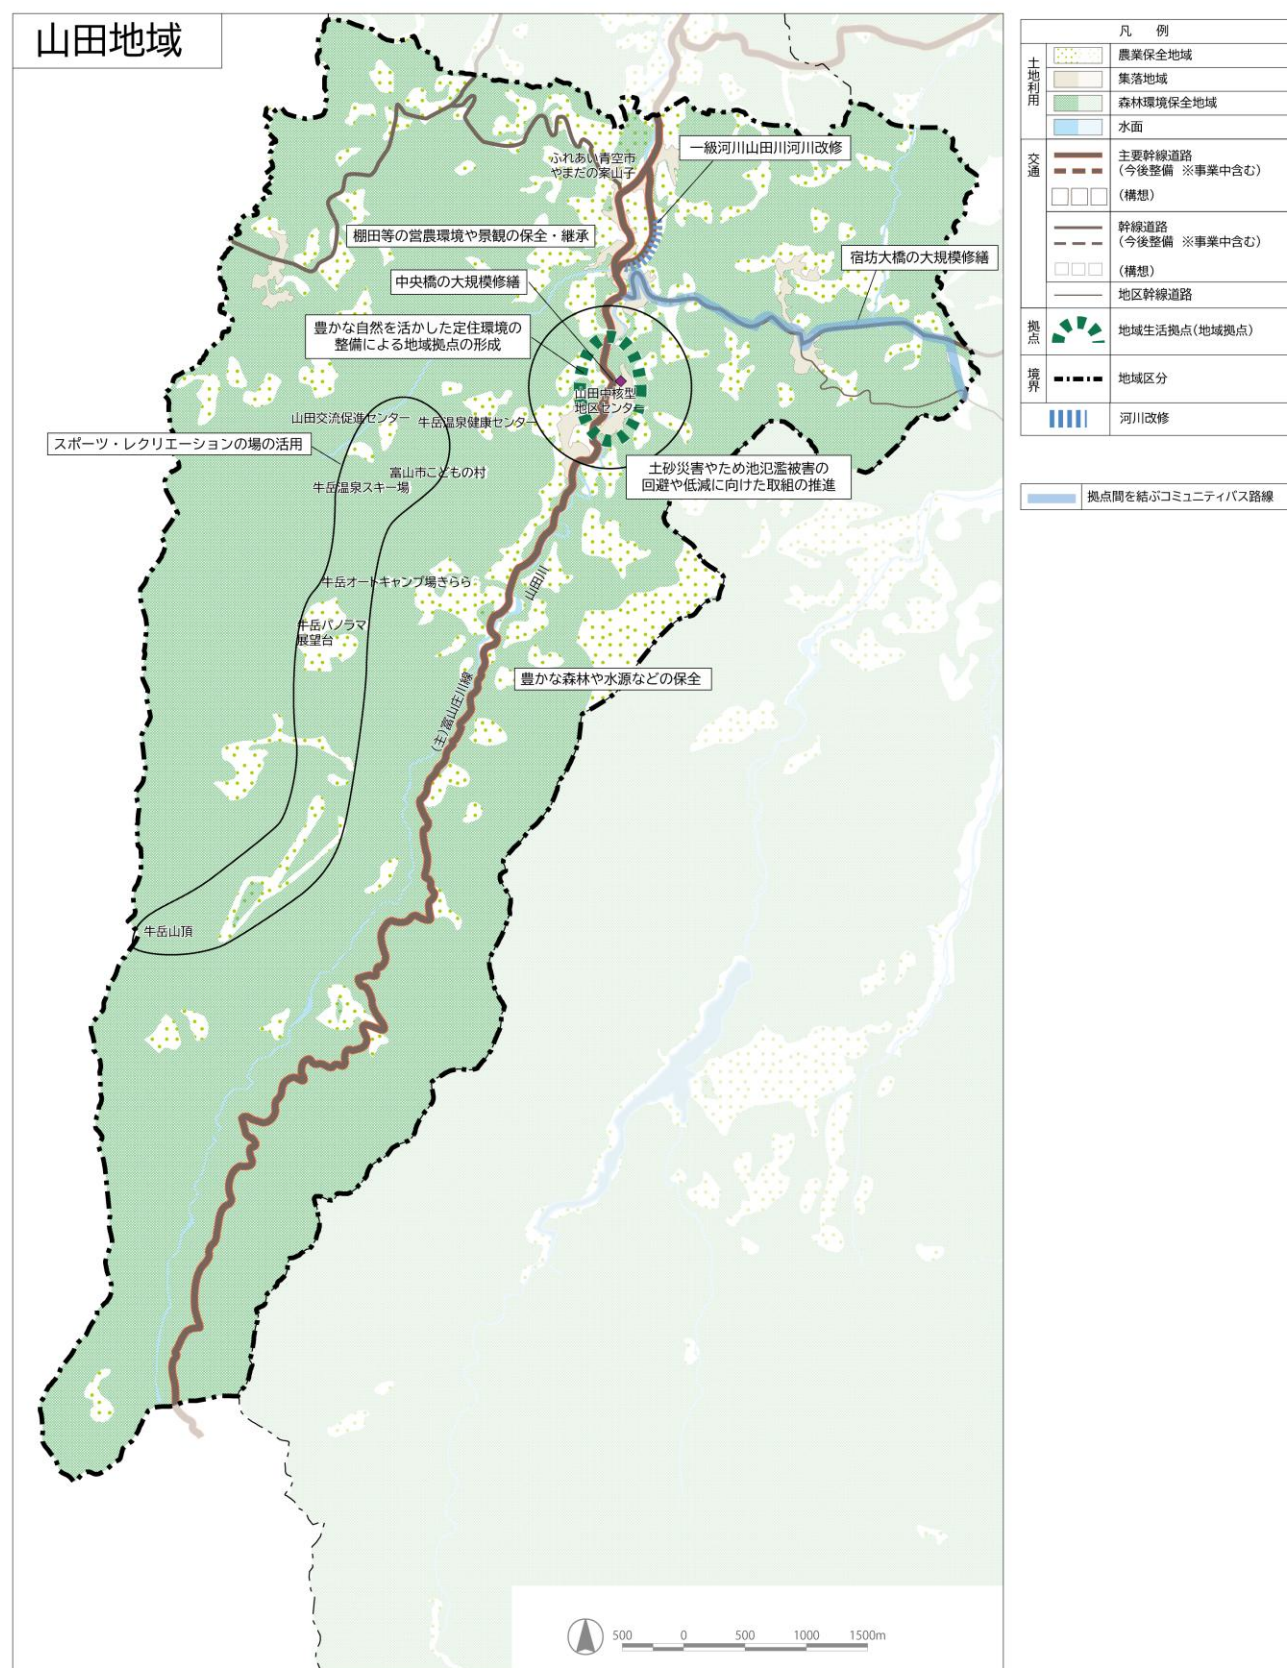 山田地域
ふれあい青空市
やまだの案山子
一級河川山田川河川改修
棚田等の営農環境や景観の保全・継承
宿坊大橋の大規模修繕
中央橋の大規模修繕
豊かな自然を活かした定住環境の
整備による地域拠点の形成
山田中核型
地区センター
山田交流促進センター
牛岳温泉健康センター
スポーツ・レクリエーションの場の活用
富山市こどもの村
牛岳温泉スキー場
土砂災害やため池氾濫被害の
回避や低減に向けた取組の推進
牛岳オートキャンプ場きらら
山田川
牛岳パノラマ
展望台
豊かな森林や水源などの保全
(主)富山庄川線
牛岳山頂
500 0 500 1000 1500m
凡 例
土地利用
農業保全地域
集落地域
森林環境保全地域
水面
交通
主要幹線道路
(今後整備 ※事業中含む)
(構想)
幹線道路
(今後整備 ※事業中含む)
(構想)
地区幹線道路
拠点
地域生活拠点(地域拠点)
境界
地域区分
河川改修
拠点間を結ぶコミュニティバス路線